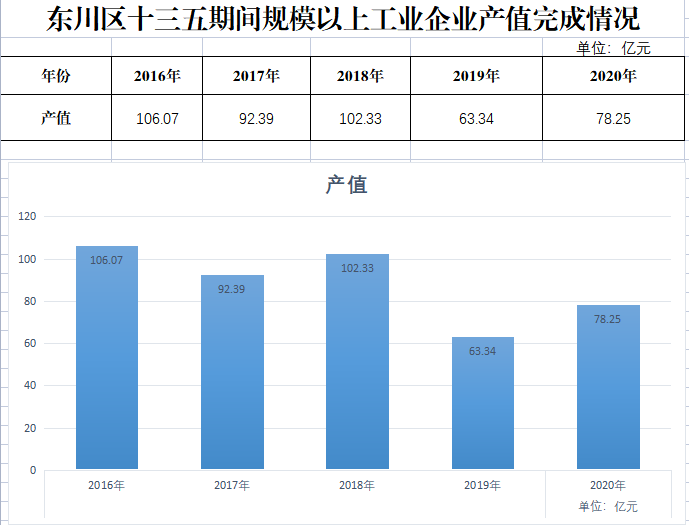 东川区十三五期间规模以上工业企业产值完成情况
单位：亿元
年份 2016年 2017年 2018年 2019年 2020年
产值 106.07 92.39 102.33 63.34 78.25
产值
120
100
80
60
40
20
0
106.07
92.39
102.33
63.34
78.25
2016年 2017年 2018年 2019年 2020年
单位：亿元